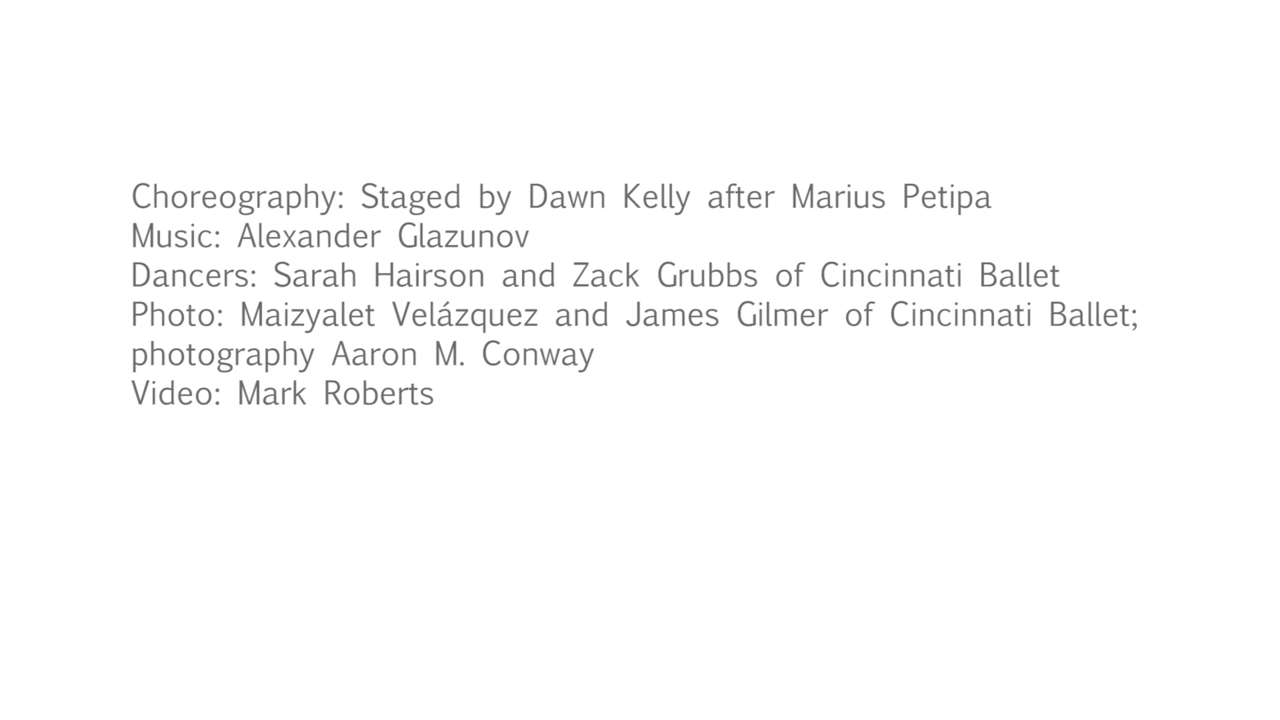 Choreography: Staged by Dawn Kelly after Marius Petipa
Music: Alexander Glazunov
Dancers: Sarah Hairson and Zack Grubbs of Cincinnati Ballet
Photo: Maizyalet Velázquez and James Gilmer of Cincinnati Ballet;
photography Aaron M. Conway
Video: Mark Roberts